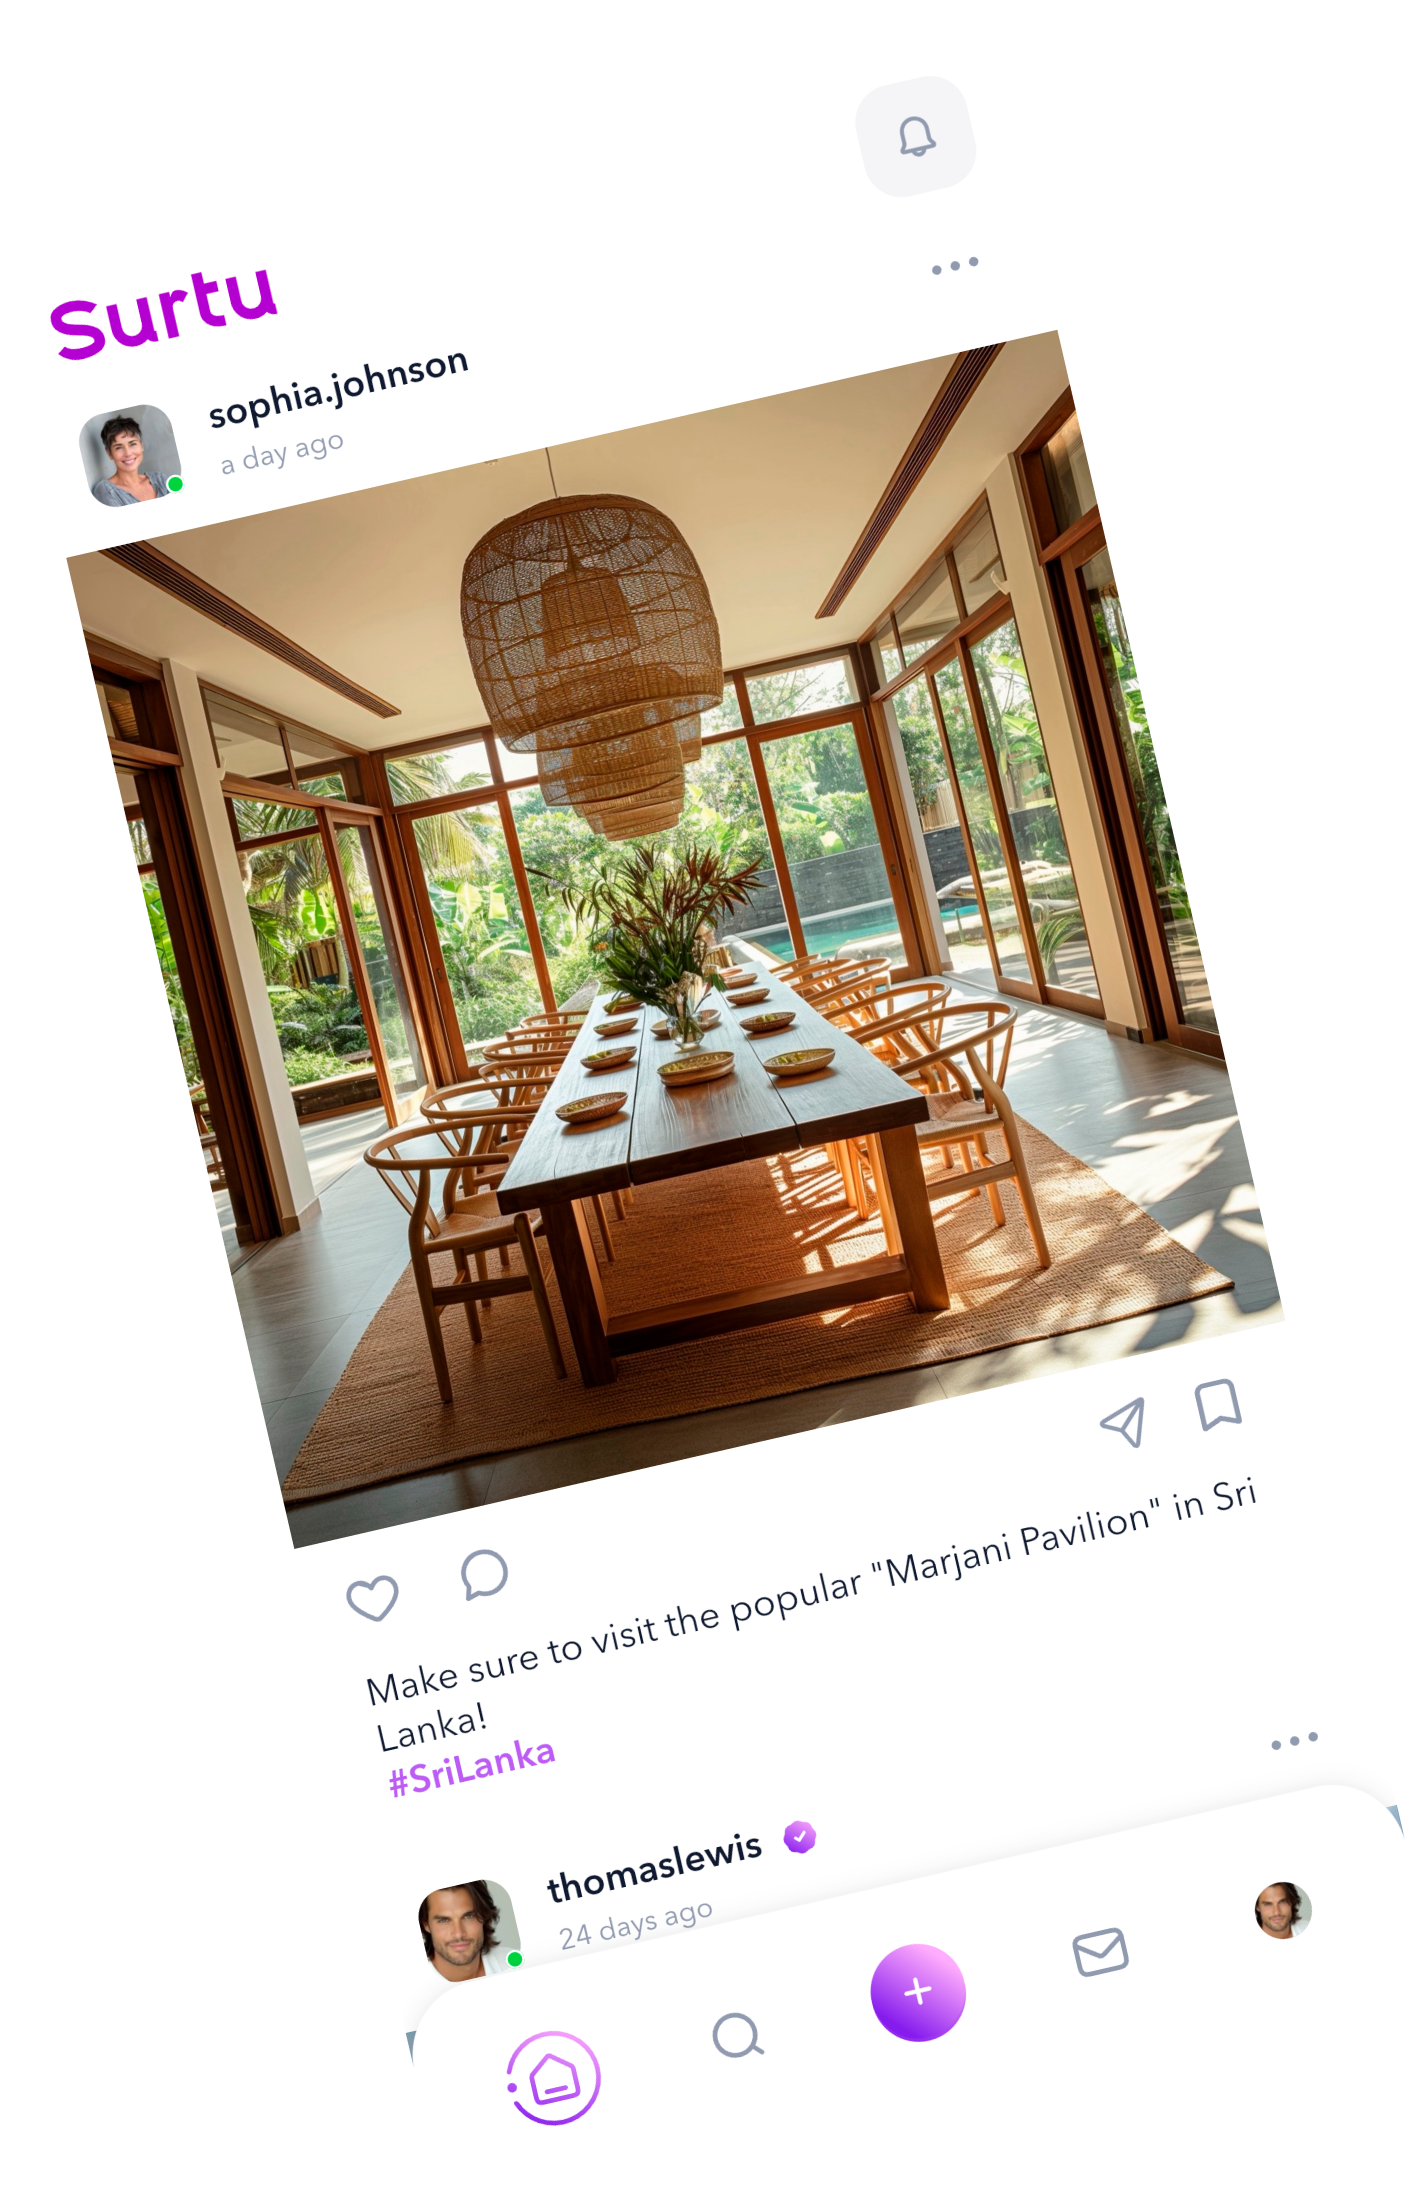 Surtu
sophia.johnson
a day ago
Make sure to visit the popular "Marjani Pavilion" in Sri
Lanka!
#SriLanka
thomaslewis
24 days ago